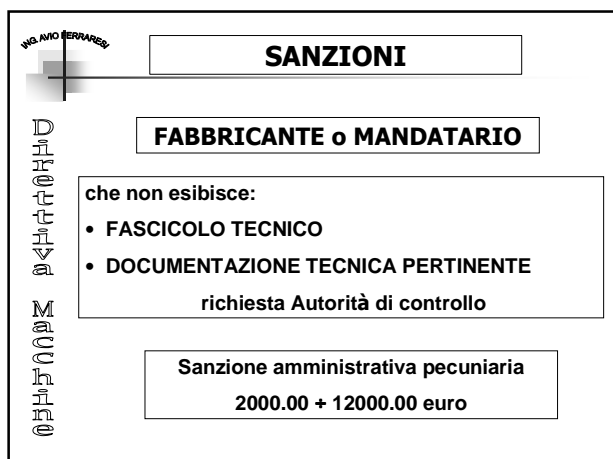 ING. AVIO FERRARESI
SANZIONI
Direttiva Macchine
FABBRICANTE o MANDATARIO
che non esibisce:
• FASCICOLO TECNICO
• DOCUMENTAZIONE TECNICA PERTINENTE
richiesta Autorità di controllo
Sanzione amministrativa pecuniaria
2000.00 + 12000.00 euro